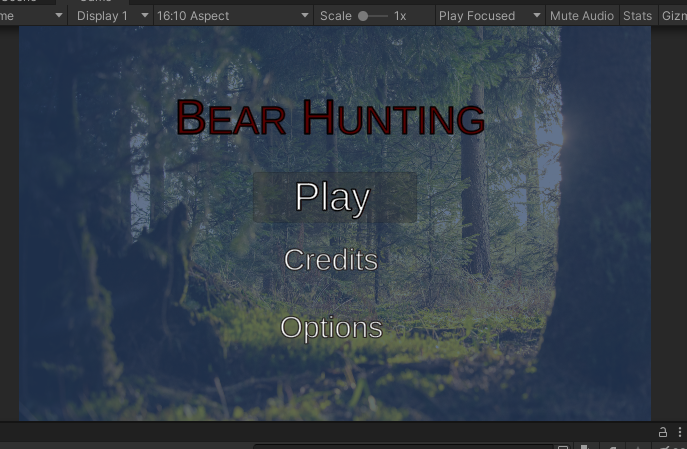 Display 1 16:10 Aspect Scale 1x Play Focused Mute Audio Stats
BEAR HUNTING
Play
Credits
Options